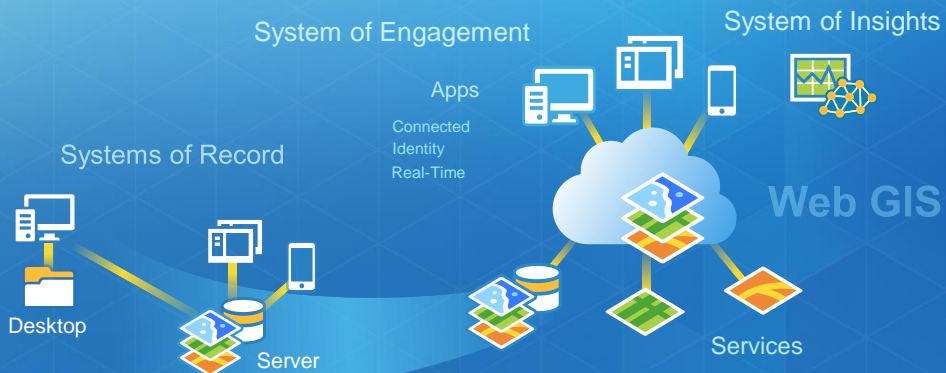 System of Engagement
System of Insights
Apps
Connected
Identity
Real-Time
Systems of Record
Web GIS
Desktop
Server
Services